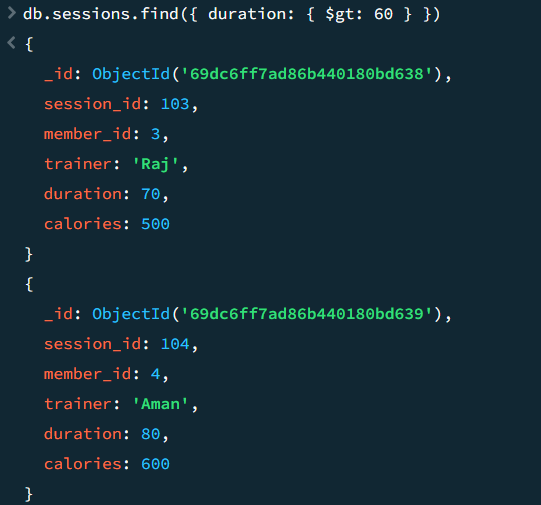 > db.sessions.find({ duration: { $gt: 60 } })
< {
_id: ObjectId('69dc6ff7ad86b440180bd638'),
session_id: 103,
member_id: 3,
trainer: 'Raj',
duration: 70,
calories: 500
}
{
_id: ObjectId('69dc6ff7ad86b440180bd639'),
session_id: 104,
member_id: 4,
trainer: 'Aman',
duration: 80,
calories: 600
}